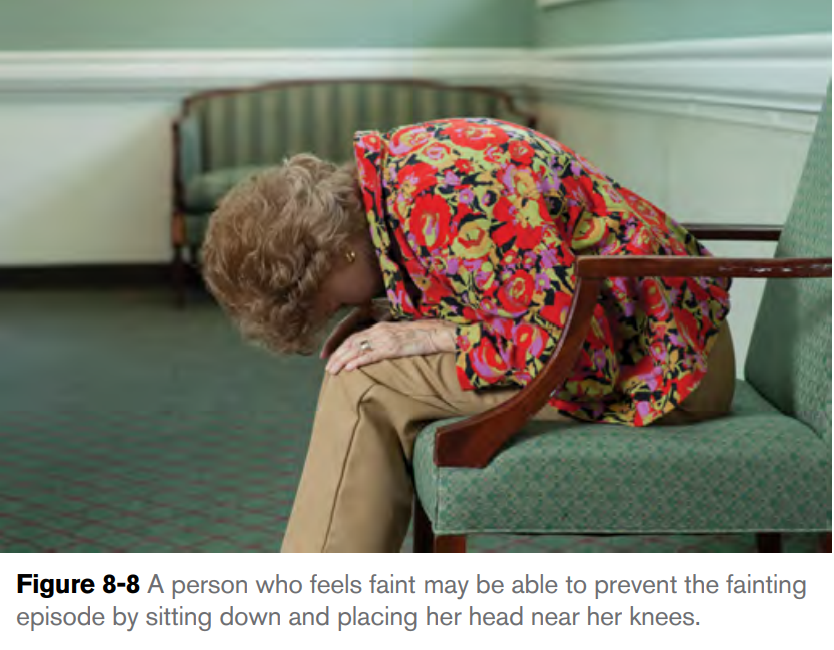 Figure 8-8 A person who feels faint may be able to prevent the fainting
episode by sitting down and placing her head near her knees.